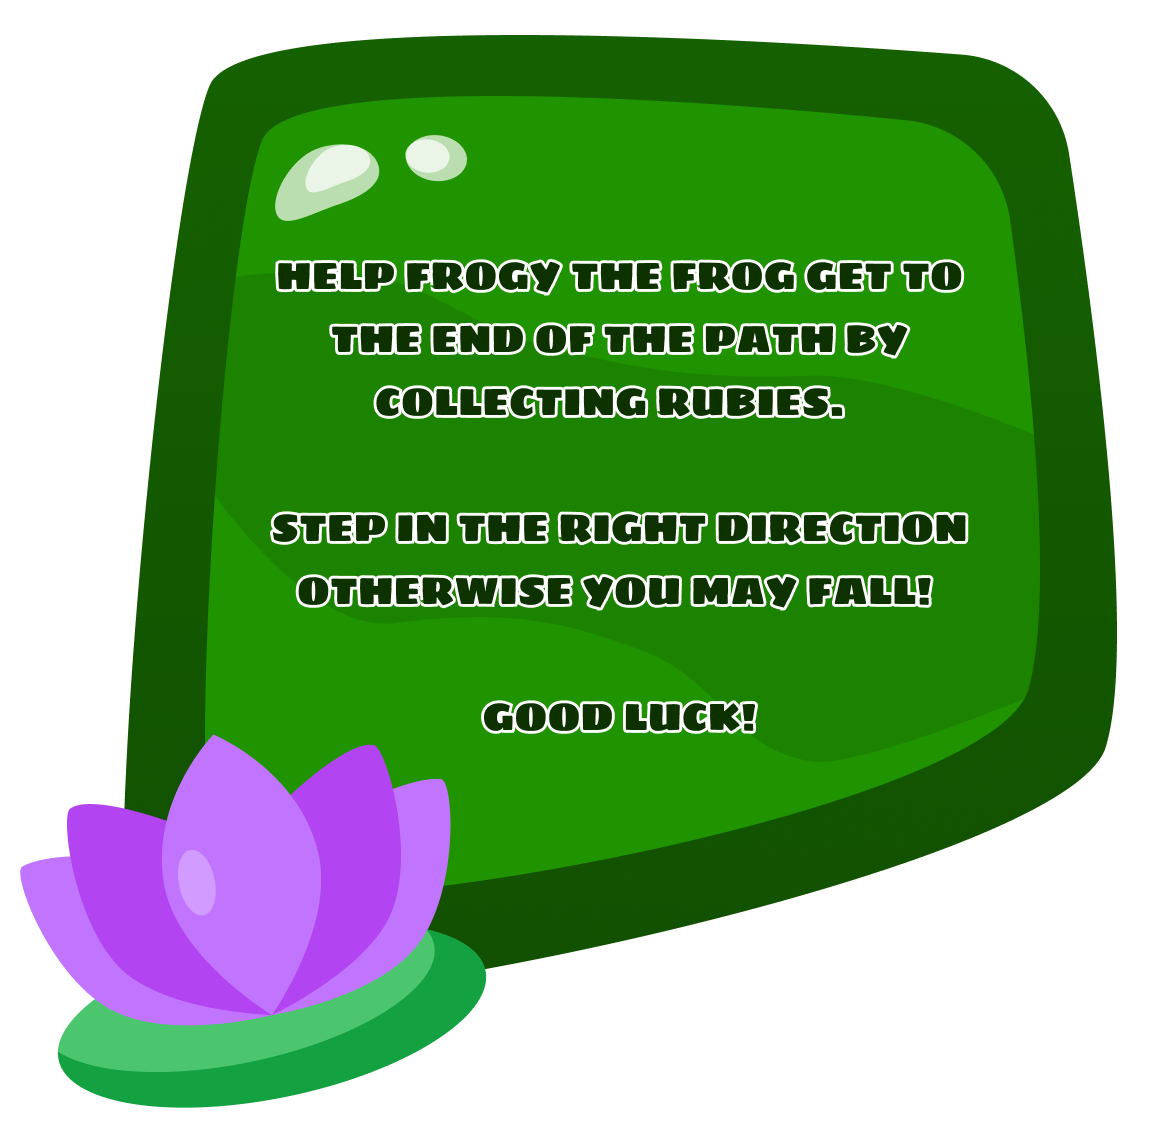 HELP FROGY THE FROG GET TO
THE END OF THE PATH BY
COLLECTING RUBIES.
STEP IN THE RIGHT DIRECTION
OTHERWISE YOU MAY FALL!
GOOD LUCK!